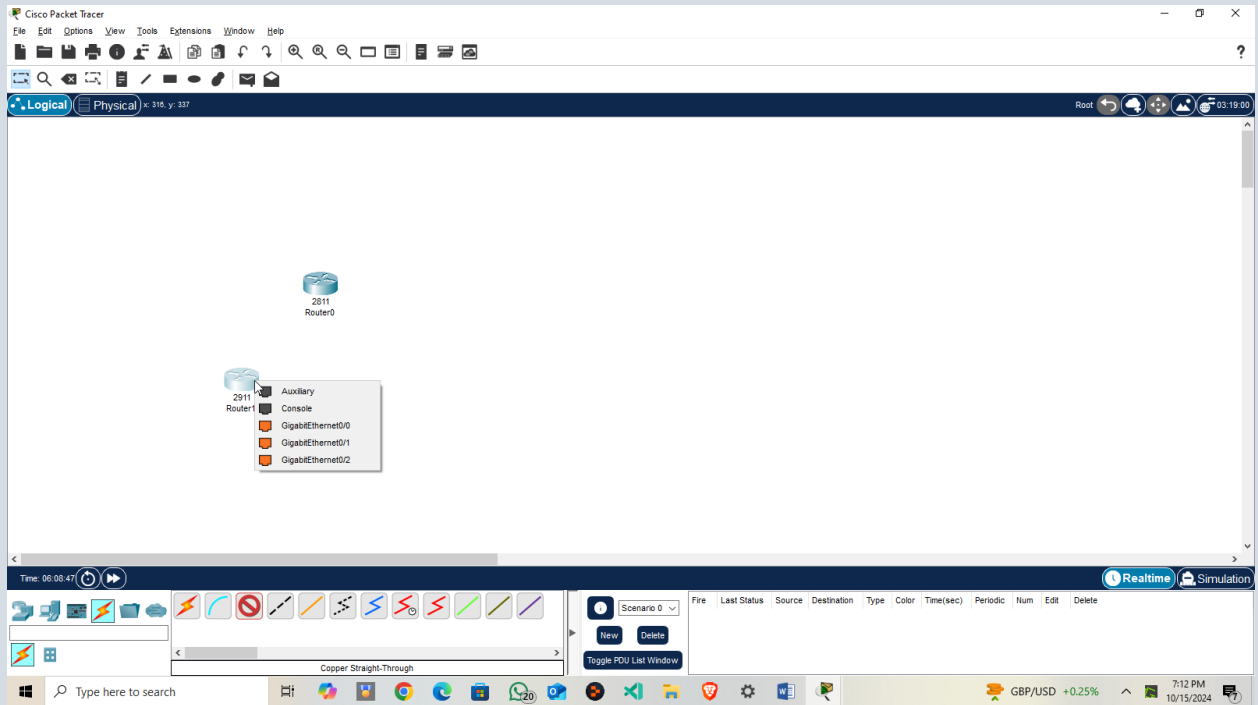 Cisco Packet Tracer
File Edit Options View Tools Extensions Window Help
?
Logical Physical x: 316, y: 337 Root 03:19:00
2811
Router0
2911
Router1
Auxiliary
Console
GigabitEthernet0/0
GigabitEthernet0/1
GigabitEthernet0/2
Time: 06:08:47 Realtime Simulation
Scenario 0 Fire Last Status Source Destination Type Color Time(sec) Periodic Num Edit Delete
New Delete
Toggle PDU List Window
Copper Straight-Through
Type here to search 20 GBP/USD +0.25% 7:12 PM
10/15/2024 7